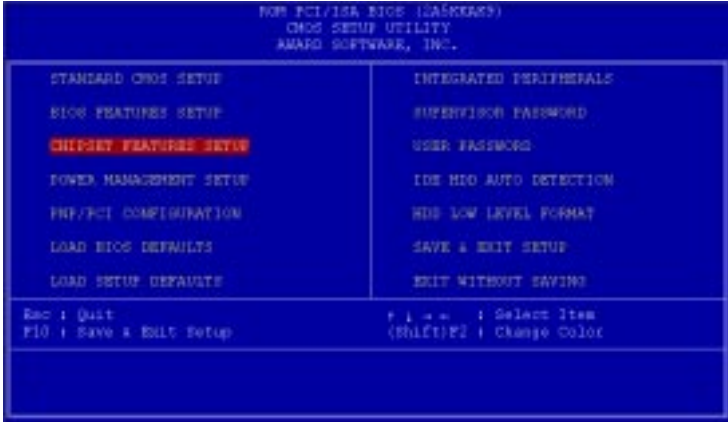 ROM PCI/ISA BIOS (2A5KKAK9)
CMOS SETUP UTILITY
AWARD SOFTWARE, INC.
STANDARD CMOS SETUP
BIOS FEATURES SETUP
CHIPSET FEATURES SETUP
POWER MANAGEMENT SETUP
PNP/PCI CONFIGURATION
LOAD BIOS DEFAULTS
LOAD SETUP DEFAULTS
INTEGRATED PERIPHERALS
SUPERVISOR PASSWORD
USER PASSWORD
IDE HDD AUTO DETECTION
HDD LOW LEVEL FORMAT
SAVE & EXIT SETUP
EXIT WITHOUT SAVING
Esc : Quit
F10 : Save & Exit Setup
↑ ↓ → ← : Select Item
(Shift)F2 : Change Color